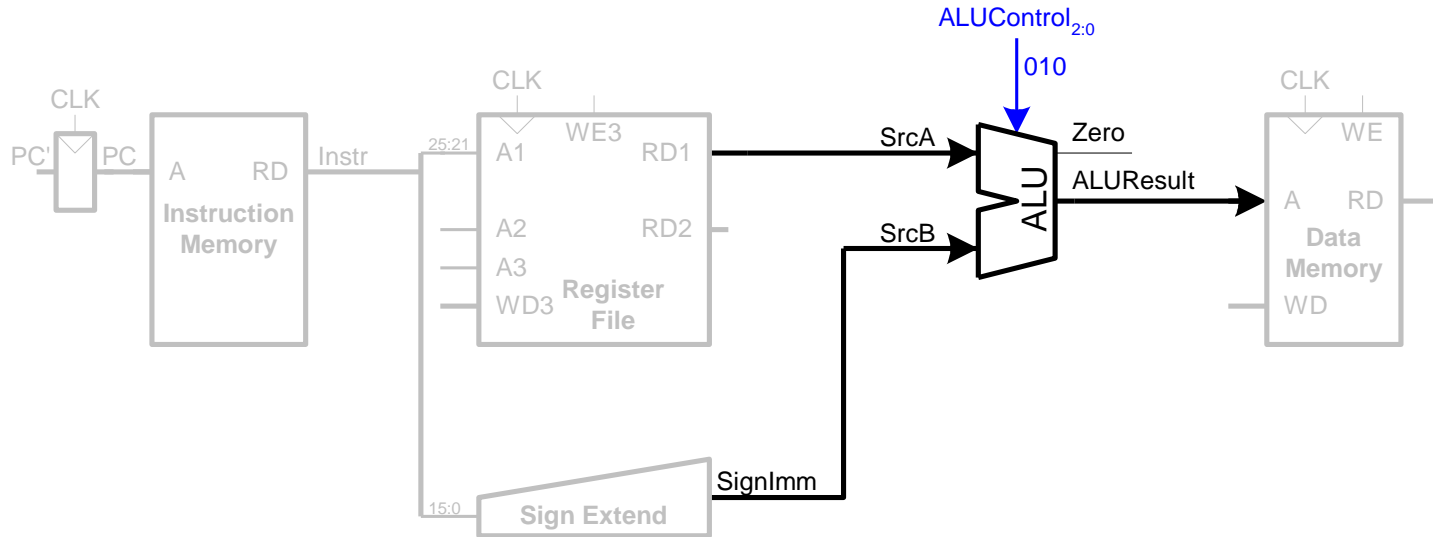 ALUControl2:0
010
CLK
CLK
CLK
PC'
PC
A
RD
Instruction
Memory
Instr
25:21
A1
WE3
RD1
A2
RD2
A3
WD3
Register
File
SrcA
SrcB
ALU
Zero
ALUResult
WE
A
RD
Data
Memory
WD
15:0
Sign Extend
SignImm